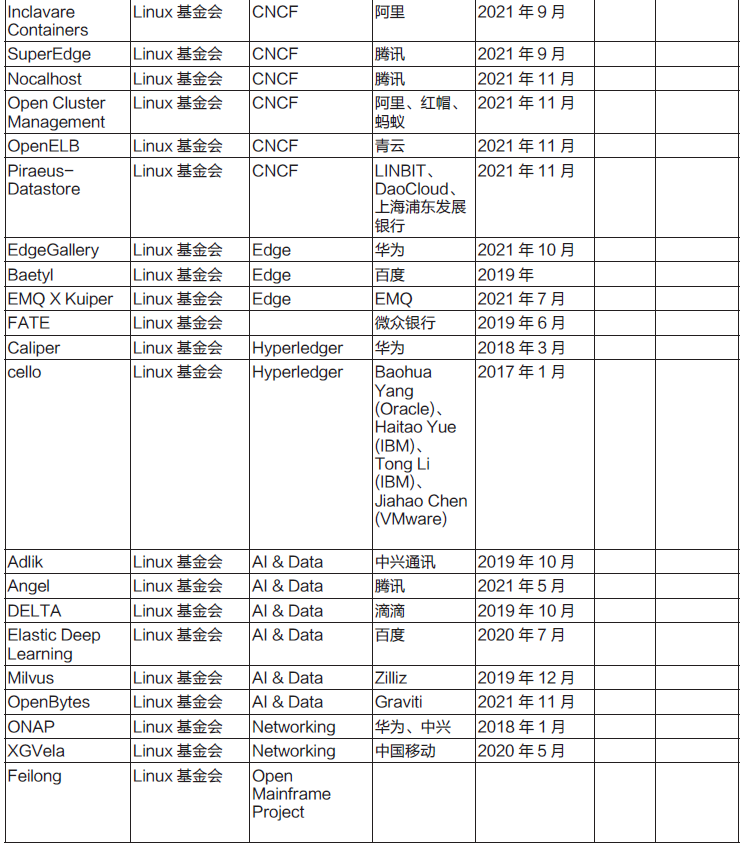 Inclavare Linux 基金会 CNCF 阿里 2021 年 9 月
Containers
SuperEdge Linux 基金会 CNCF 腾讯 2021 年 9 月
Nocalhost Linux 基金会 CNCF 腾讯 2021 年 11 月
Open Cluster Linux 基金会 CNCF 阿里、红帽、 2021 年 11 月
Management 蚂蚁
OpenELB Linux 基金会 CNCF 青云 2021 年 11 月
Piraeus- Linux 基金会 CNCF LINBIT、 2021 年 11 月
Datastore DaoCloud、
上海浦东发展
银行
EdgeGallery Linux 基金会 Edge 华为 2021 年 10 月
Baetyl Linux 基金会 Edge 百度 2019 年
EMQ X Kuiper Linux 基金会 Edge EMQ 2021 年 7 月
FATE Linux 基金会 微众银行 2019 年 6 月
Caliper Linux 基金会 Hyperledger 华为 2018 年 3 月
cello Linux 基金会 Hyperledger Baohua 2017 年 1 月
Yang
(Oracle)、
Haitao Yue
(IBM)、
Tong Li
(IBM)、
Jiahao Chen
(VMware)
Adlik Linux 基金会 AI & Data 中兴通讯 2019 年 10 月
Angel Linux 基金会 AI & Data 腾讯 2021 年 5 月
DELTA Linux 基金会 AI & Data 滴滴 2019 年 10 月
Elastic Deep Linux 基金会 AI & Data 百度 2020 年 7 月
Learning
Milvus Linux 基金会 AI & Data Zilliz 2019 年 12 月
OpenBytes Linux 基金会 AI & Data Graviti 2021 年 11 月
ONAP Linux 基金会 Networking 华为、中兴 2018 年 1 月
XGVela Linux 基金会 Networking 中国移动 2020 年 5 月
Feilong Linux 基金会 Open
Mainframe
Project